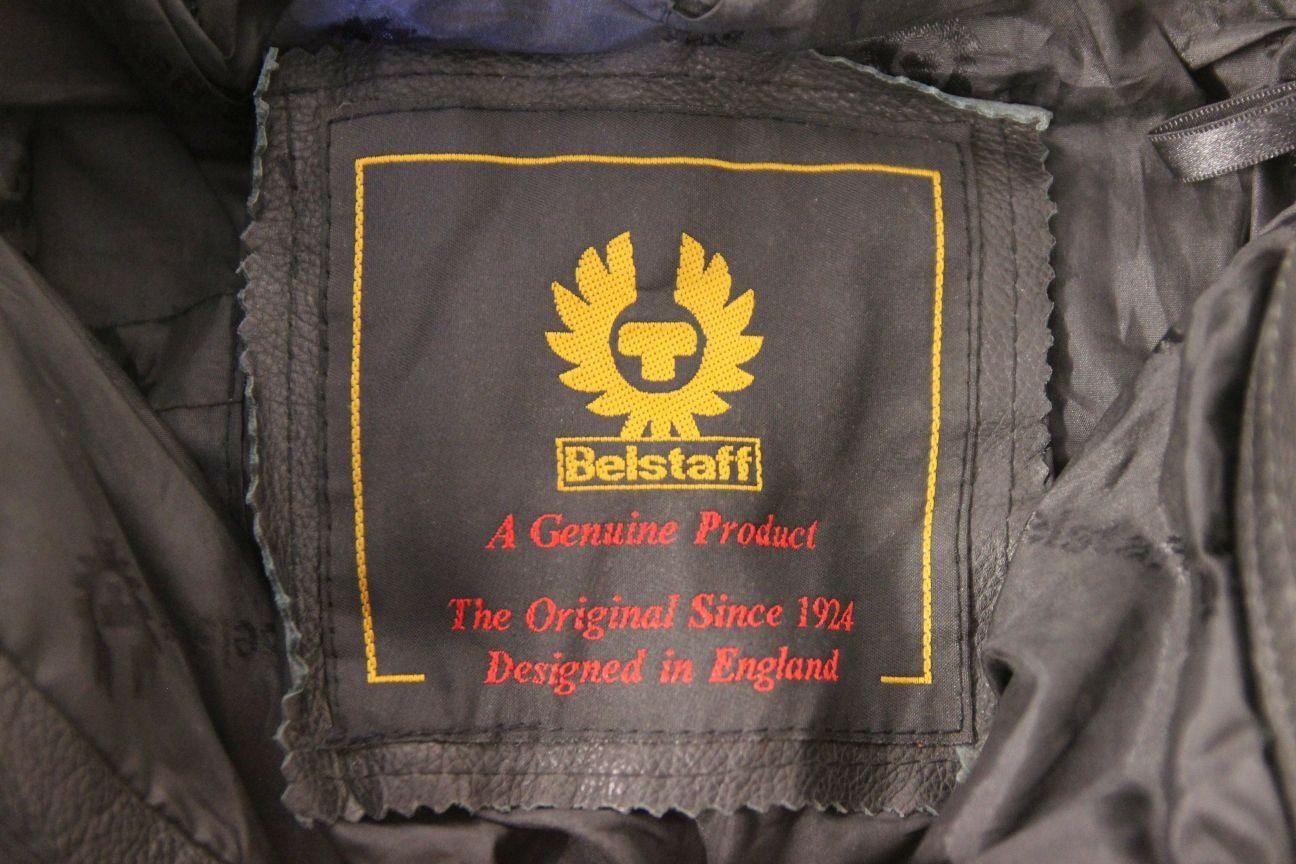 Belstaff
A Genuine Product
The Original Since 1924
Designed in England